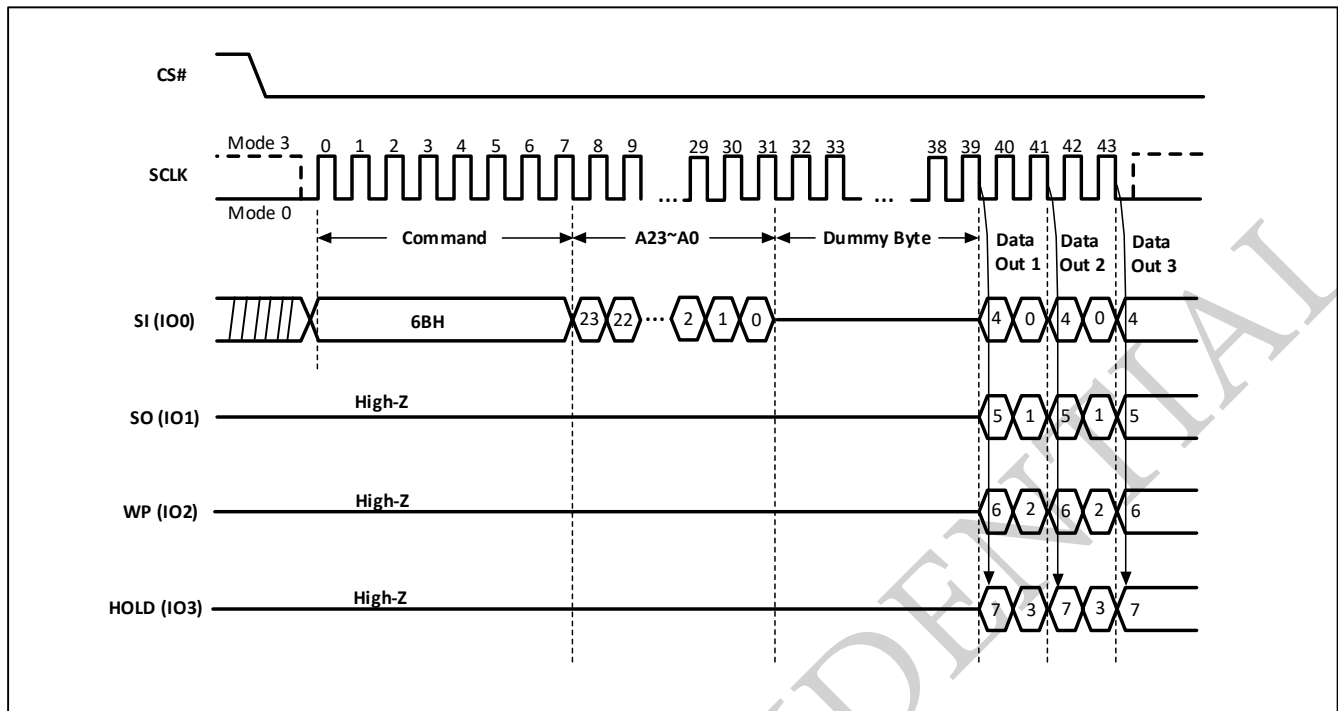 CS#
Mode 3
0 1 2 3 4 5 6 7 8 9 29 30 31 32 33 38 39 40 41 42 43
SCLK
... ...
Mode 0
Command A23~A0 Dummy Byte Data Out 1 Data Out 2 Data Out 3
SI (IO0) 6BH 23 22 ... 2 1 0 4 0 4 0 4
High-Z
SO (IO1) 5 1 5 1 5
High-Z
WP (IO2) 6 2 6 2 6
High-Z
HOLD (IO3) 7 3 7 3 7
DENTIAL